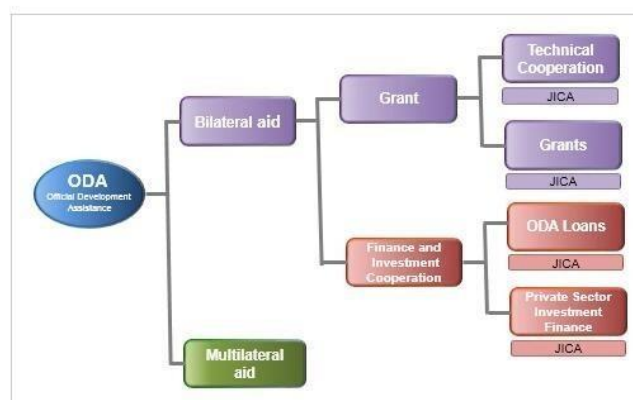 Technical
Cooperation
JICA
Grant
Bilateral aid
Grants
JICA
ODA
Official Development
Assistance
ODA Loans
JICA
Finance and
Investment
Cooperation
Private Sector
Investment
Finance
JICA
Multilateral
aid